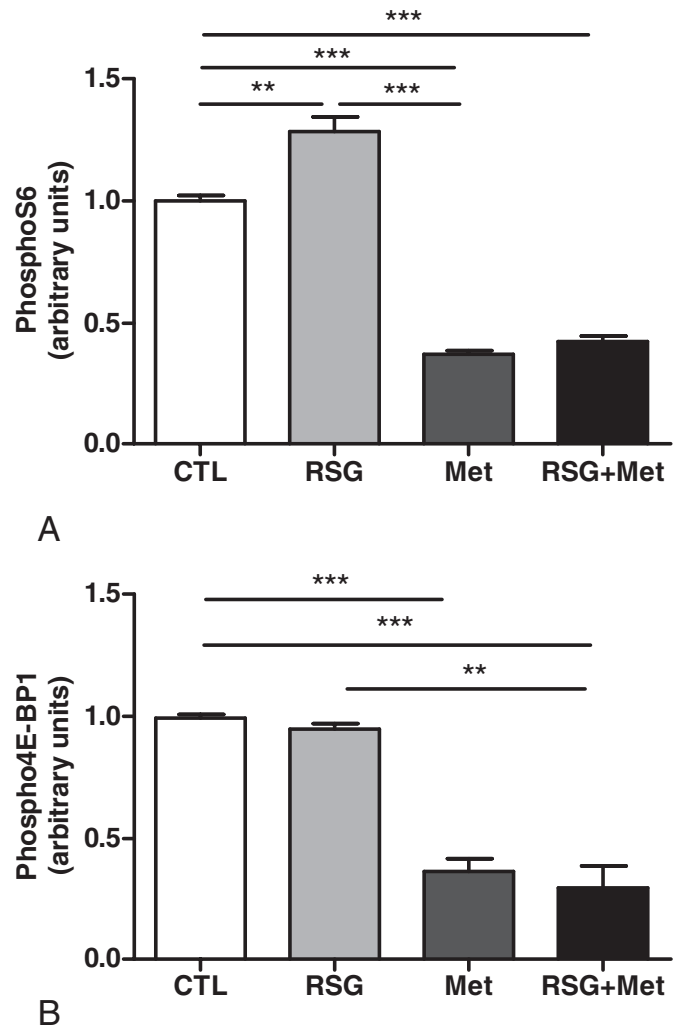 ***
***
** ***
1.5
1.0
0.5
0.0
PhosphoS6
(arbitrary units)
CTL RSG Met RSG+Met
A
***
***
**
1.5
1.0
0.5
0.0
Phospho4E-BP1
(arbitrary units)
CTL RSG Met RSG+Met
B